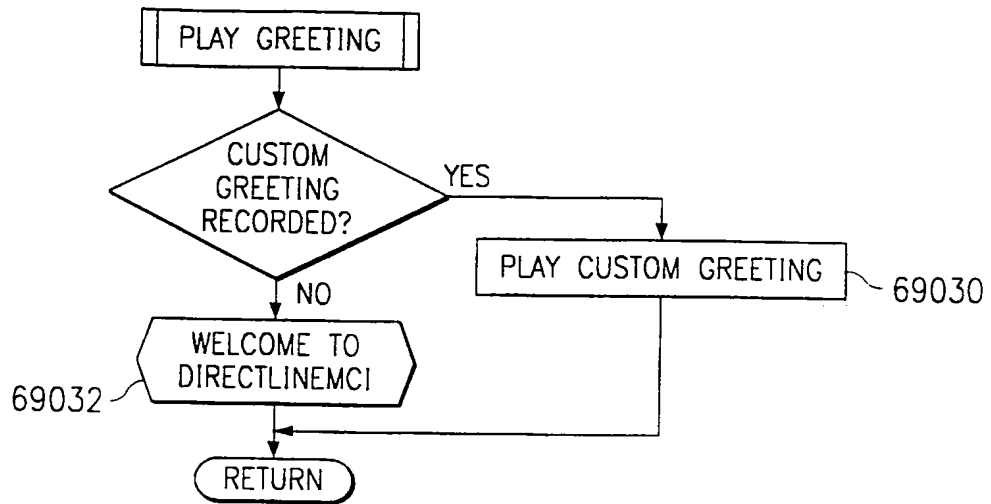 PLAY GREETING
CUSTOM
GREETING
RECORDED?
YES
PLAY CUSTOM GREETING
69030
NO
WELCOME TO
DIRECTLINEMCI
69032
RETURN